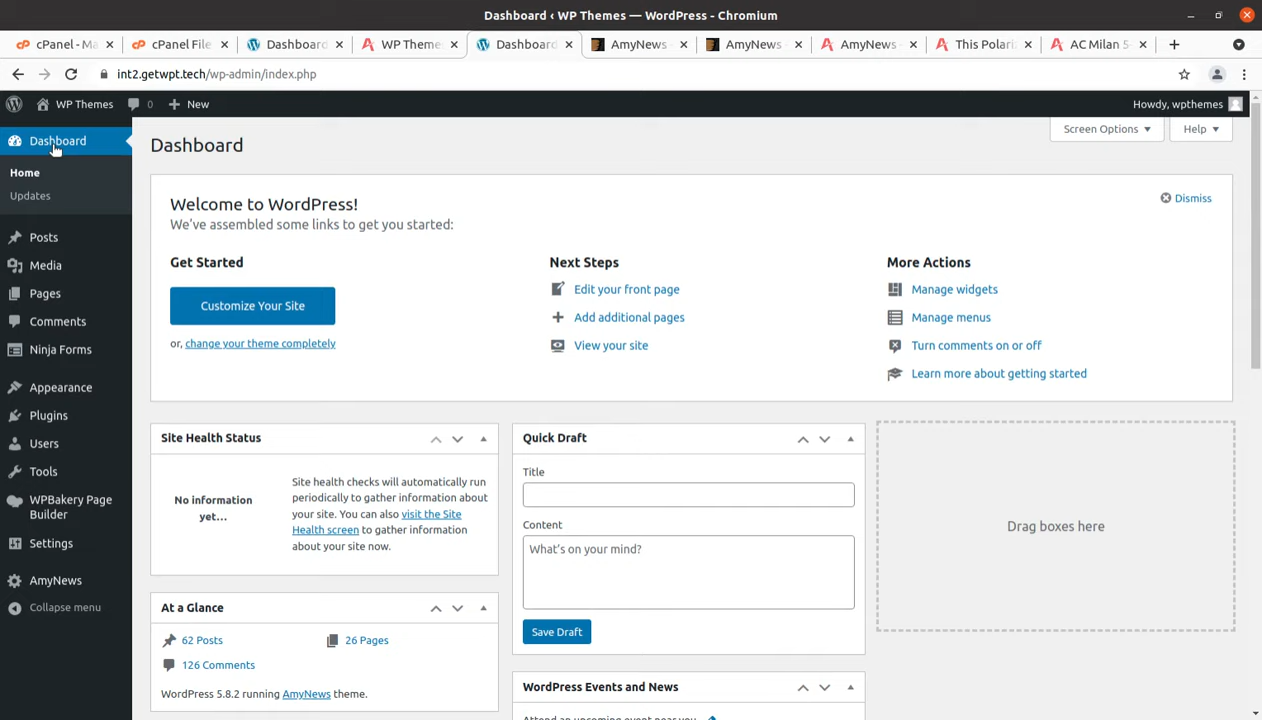 Dashboard ‹ WP Themes — WordPress - Chromium
cPanel - Ma
cPanel File
Dashboard
WP Theme
Dashboard
AmyNews -
AmyNews
AmyNews
This Polari
AC Milan 5-
int2.getwpt.tech/wp-admin/index.php
WP Themes
0
New
Howdy, wpthemes
Dashboard
Home
Updates
Posts
Media
Pages
Comments
Ninja Forms
Appearance
Plugins
Users
Tools
WPBakery Page
Builder
Settings
AmyNews
Collapse menu
Dashboard
Screen Options
Help
Welcome to WordPress!
We've assembled some links to get you started:
Dismiss
Get Started
Customize Your Site
or, change your theme completely
Next Steps
Edit your front page
Add additional pages
View your site
More Actions
Manage widgets
Manage menus
Turn comments on or off
Learn more about getting started
Site Health Status
No information
yet...
Site health checks will automatically run
periodically to gather information about
your site. You can also visit the Site
Health screen to gather information
about your site now.
At a Glance
62 Posts
26 Pages
126 Comments
WordPress 5.8.2 running AmyNews theme.
Quick Draft
Title
Content
What's on your mind?
Save Draft
WordPress Events and News
Attend an upcoming event near you.
Drag boxes here